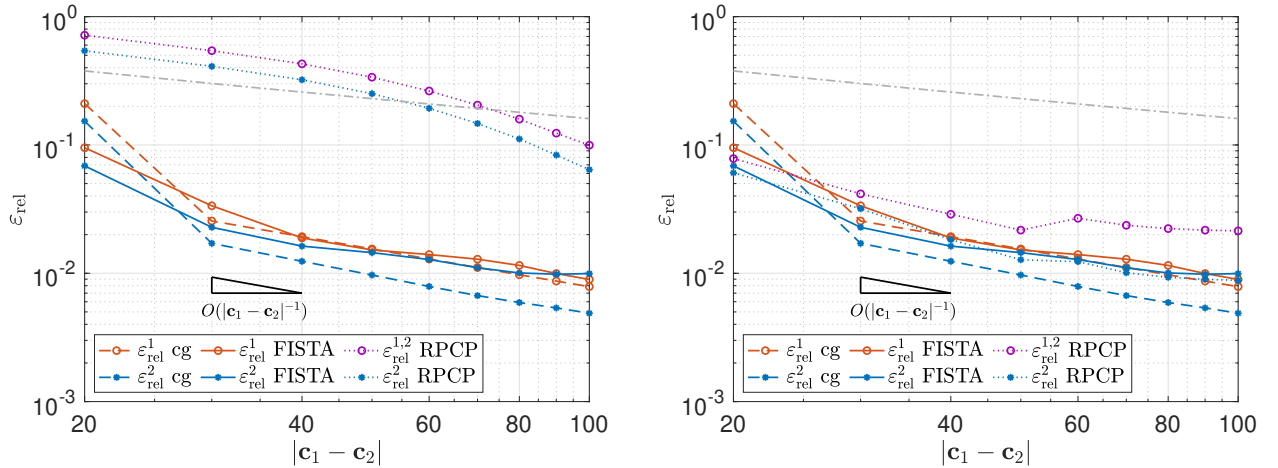 10^0
10^-1
10^-2
10^-3
ε_rel
20 40 60 80 100
|c_1 − c_2|
O(|c_1 − c_2|^-1)
ε^1_rel cg ε^1_rel FISTA ε^{1,2}_rel RPCP
ε^2_rel cg ε^2_rel FISTA ε^2_rel RPCP
10^0
10^-1
10^-2
10^-3
ε_rel
20 40 60 80 100
|c_1 − c_2|
O(|c_1 − c_2|^-1)
ε^1_rel cg ε^1_rel FISTA ε^{1,2}_rel RPCP
ε^2_rel cg ε^2_rel FISTA ε^2_rel RPCP